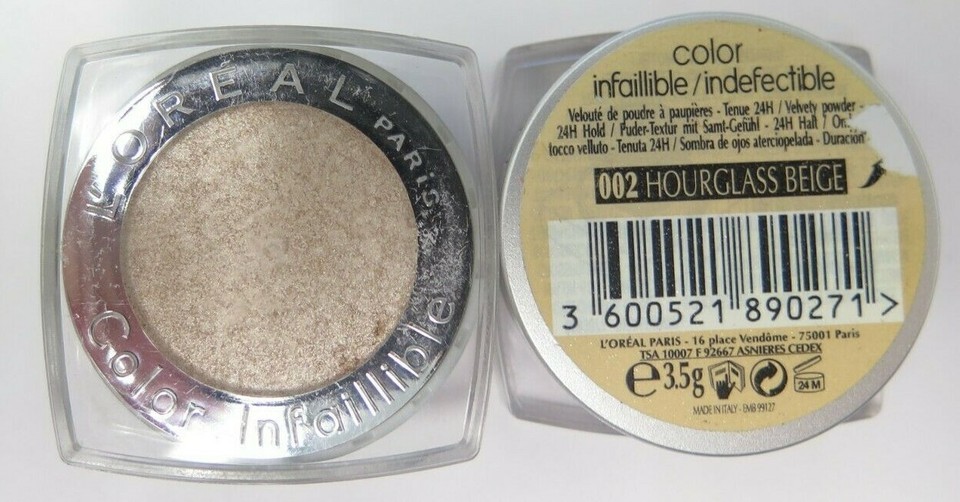 L'ORÉAL
PARIS
Color Infaillible
color
infaillible/indefectible
Velouté de poudre à paupières - Tenue 24H / Velvety powder -
24H Hold / Puder-Textur mit Samt-Gefühl - 24H Halt /
tocco velluto - Tenuta 24H / Sombra de ojos aterciopelada - Duración
002 HOURGLASS BEIGE
3 600521 890271 >
L'ORÉAL PARIS - 16 place Vendôme - 75001 Paris
TSA 10007 F 92667 ASNIERES CEDEX
e 3.5g 24 M
MADE IN ITALY - EMB 99127